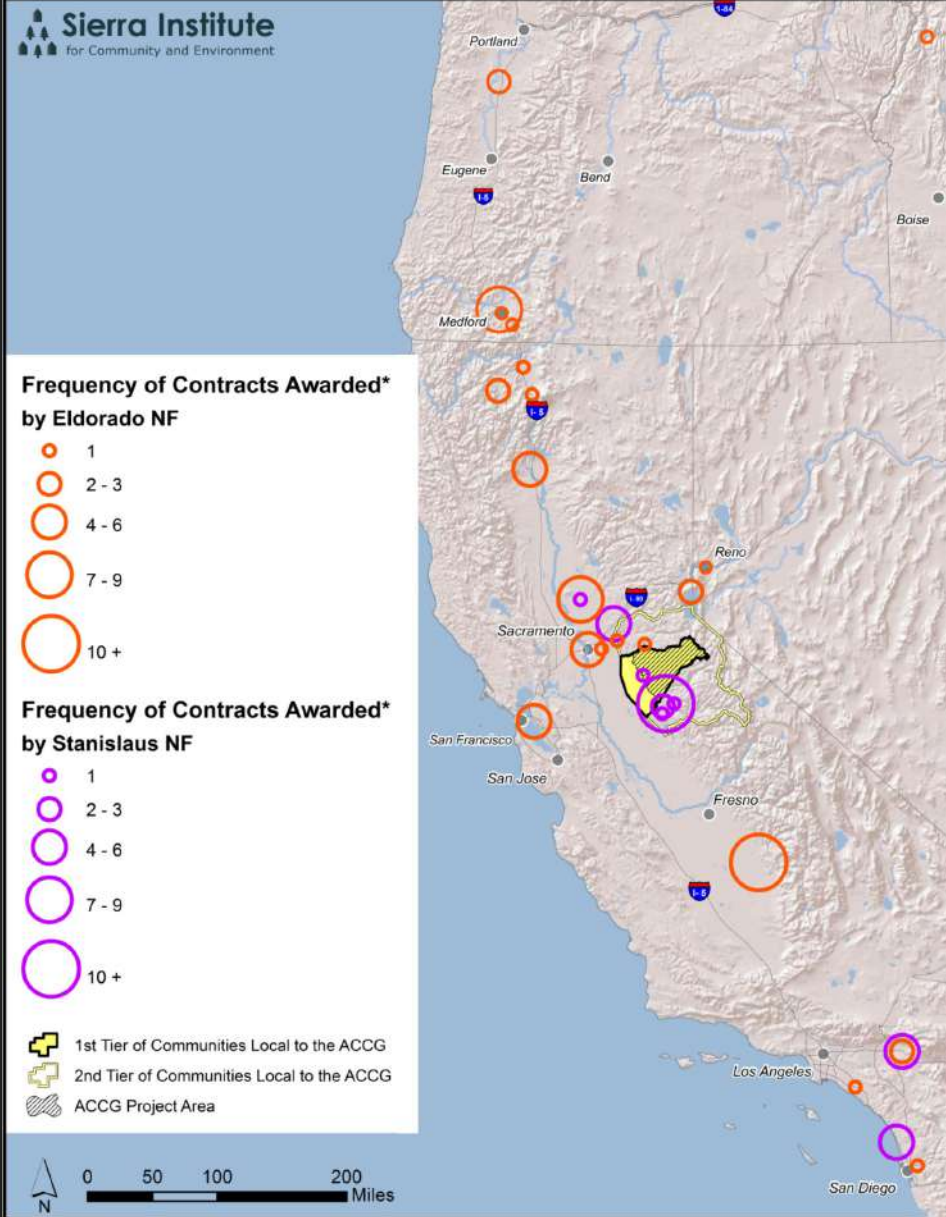 Sierra Institute
for Community and Environment
I-84
Portland
Eugene
Bend
I-5
Boise
Medford
Frequency of Contracts Awarded*
by Eldorado NF
1
2 - 3
4 - 6
7 - 9
10 +
I-5
Reno
I-80
Sacramento
Frequency of Contracts Awarded*
by Stanislaus NF
1
2 - 3
4 - 6
7 - 9
10 +
San Francisco
San Jose
Fresno
I-5
1st Tier of Communities Local to the ACCG
2nd Tier of Communities Local to the ACCG
ACCG Project Area
Los Angeles
San Diego
N
0 50 100 200
Miles